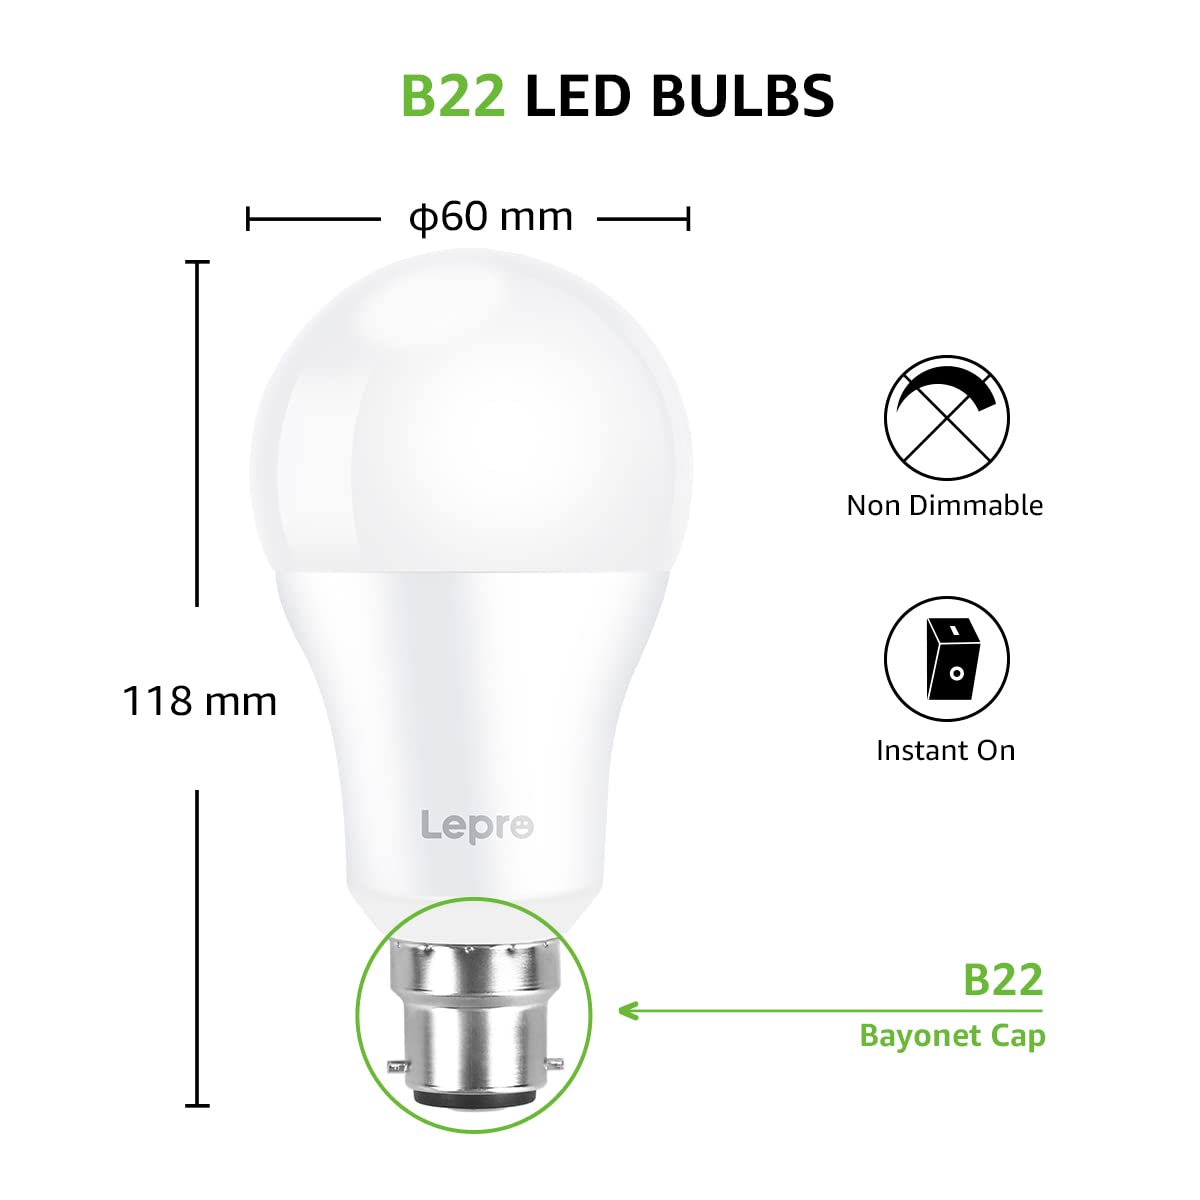 B22 LED BULBS
ϕ60 mm
Non Dimmable
118 mm
Instant On
Lepro
B22
Bayonet Cap